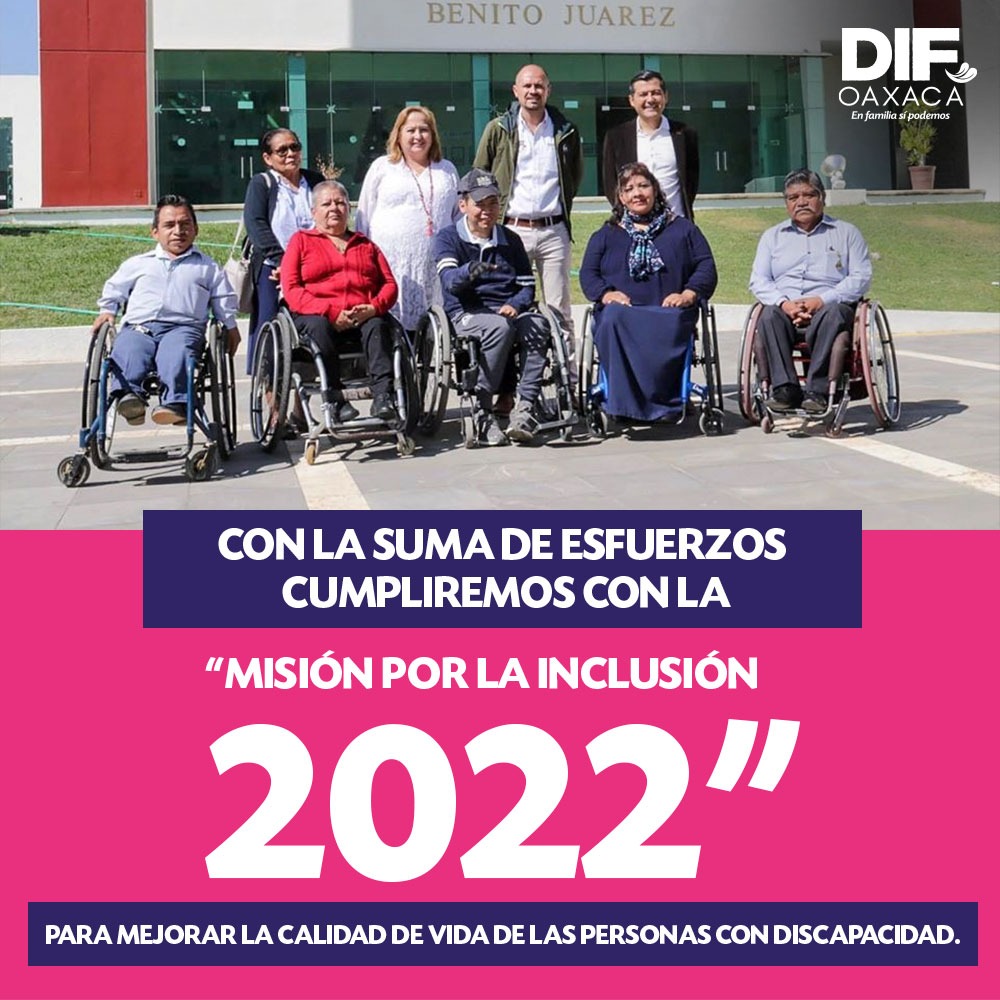 BENITO JUAREZ
DIF
OAXACA
En familia sí podemos
CON LA SUMA DE ESFUERZOS
CUMPLIREMOS CON LA
“MISIÓN POR LA INCLUSIÓN
2022”
PARA MEJORAR LA CALIDAD DE VIDA DE LAS PERSONAS CON DISCAPACIDAD.